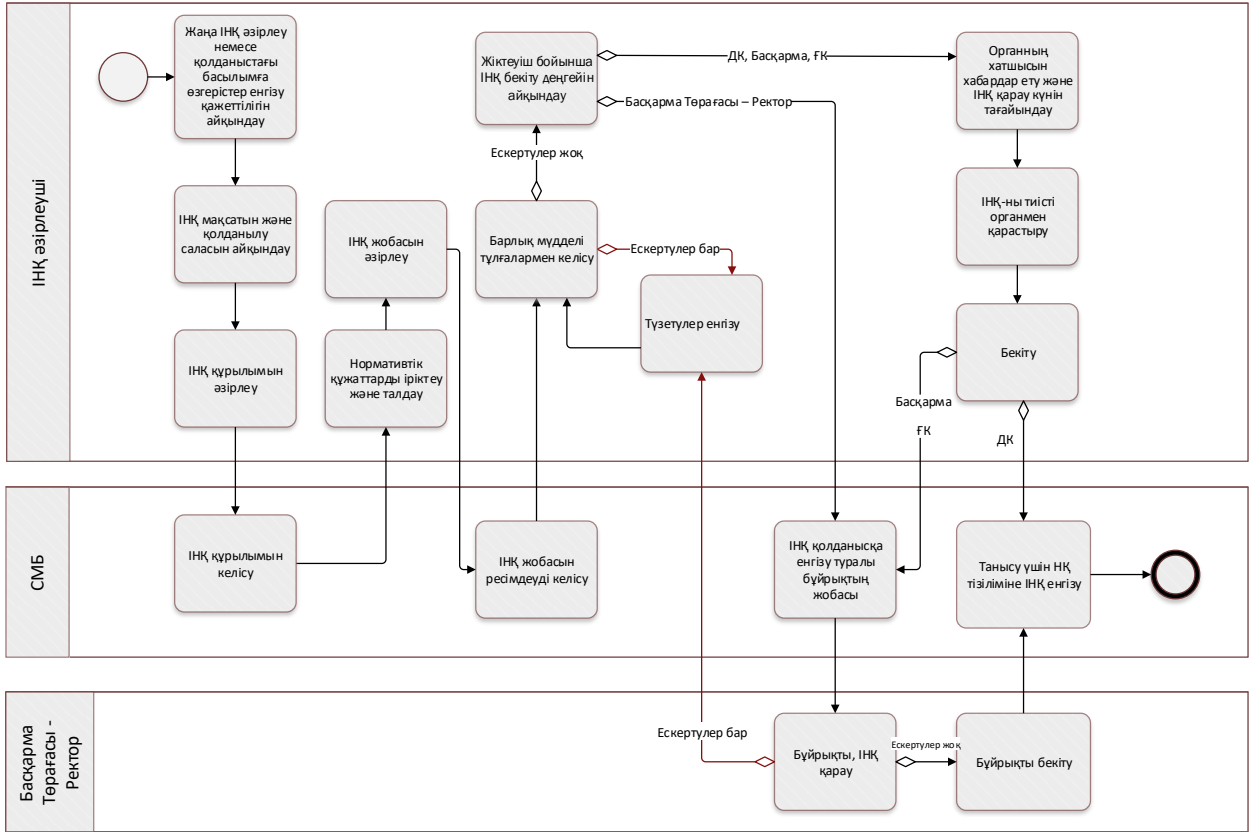 ІНҚ әзірлеуші
Жаңа ІНҚ әзірлеу
немесе
қолданыстағы
басылымға
өзгерістер енгізу
қажеттілігін
айқындау
ІНҚ мақсатын және
қолданылу
саласын айқындау
ІНҚ құрылымын
әзірлеу
ІНҚ жобасын
әзірлеу
Нормативтік
құжаттарды іріктеу
және талдау
Жіктеуіш бойынша
ІНҚ бекіту деңгейін
айқындау
ДК, Басқарма, ҒК
Басқарма Төрағасы – Ректор
Ескертулер жоқ
Барлық мүдделі
тұлғалармен келісу
Ескертулер бар
Түзетулер енгізу
Органның
хатшысын
хабардар ету және
ІНҚ қарау күнін
тағайындау
ІНҚ-ны тиісті
органмен
қарастыру
Бекіту
Басқарма
ҒК
ДК
СМБ
ІНҚ құрылымын
келісу
ІНҚ жобасын
ресімдеуді келісу
ІНҚ қолданысқа
енгізу туралы
бұйрықтың
жобасы
Танысу үшін НҚ
тізіліміне ІНҚ енгізу
Басқарма
Төрағасы -
Ректор
Ескертулер бар
Бұйрықты, ІНҚ
қарау
Ескертулер жоқ
Бұйрықты бекіту